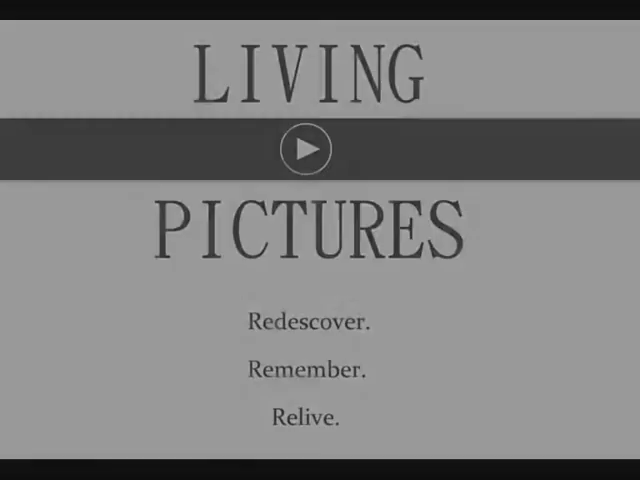 LIVING
PICTURES
Redescover.
Remember.
Relive.